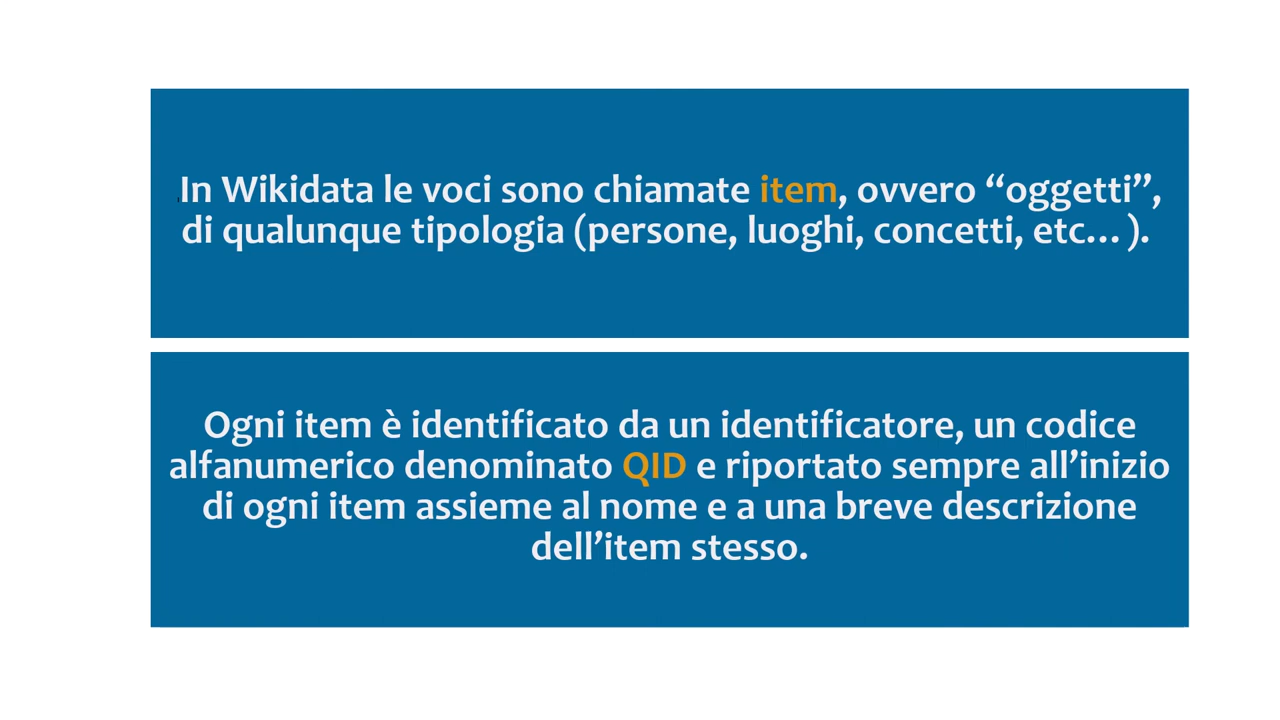 In Wikidata le voci sono chiamate item, ovvero “oggetti”,
di qualunque tipologia (persone, luoghi, concetti, etc… ).
Ogni item è identificato da un identificatore, un codice
alfanumerico denominato QID e riportato sempre all’inizio
di ogni item assieme al nome e a una breve descrizione
dell’item stesso.